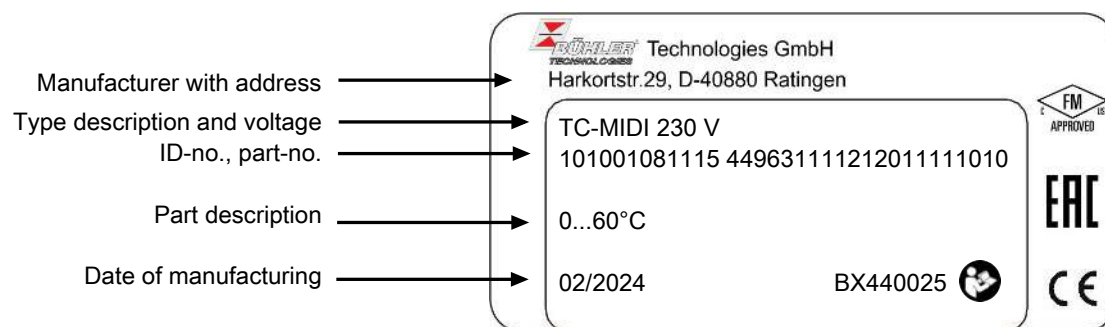 BÜHLER TECHNOLOGIES Technologies GmbH
Harkortstr.29, D-40880 Ratingen
Manufacturer with address
Type description and voltage
TC-MIDI 230 V
ID-no., part-no.
101001081115 449631111212011111010
Part description
0...60°C
Date of manufacturing
02/2024 BX440025
C FM US
APPROVED
EAC
CE